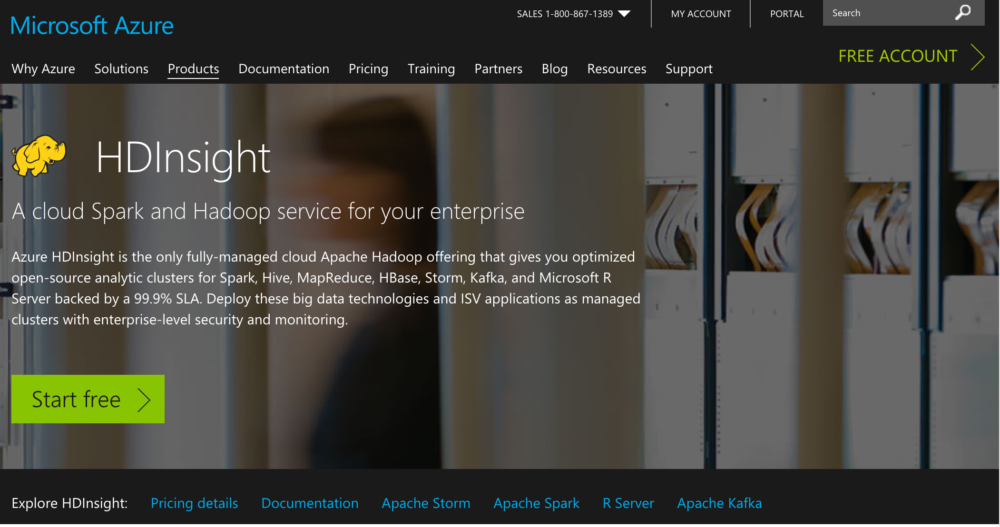 SALES 1-800-867-1389
MY ACCOUNT
PORTAL
Search
Microsoft Azure
FREE ACCOUNT
Why Azure Solutions Products Documentation Pricing Training Partners Blog Resources Support
HDInsight
A cloud Spark and Hadoop service for your enterprise
Azure HDInsight is the only fully-managed cloud Apache Hadoop offering that gives you optimized
open-source analytic clusters for Spark, Hive, MapReduce, HBase, Storm, Kafka, and Microsoft R
Server backed by a 99.9% SLA. Deploy these big data technologies and ISV applications as managed
clusters with enterprise-level security and monitoring.
Start free
Explore HDInsight: Pricing details Documentation Apache Storm Apache Spark R Server Apache Kafka